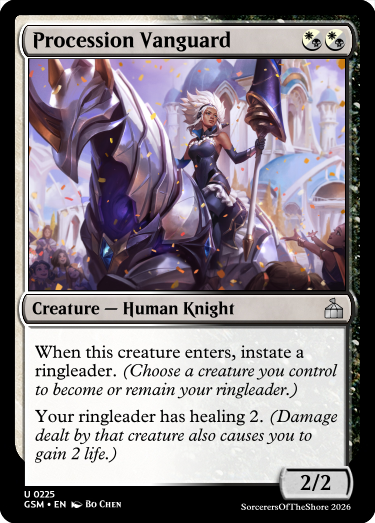 Procession Vanguard
Creature — Human Knight
When this creature enters, instate a
ringleader. (Choose a creature you control
to become or remain your ringleader.)
Your ringleader has healing 2. (Damage
dealt by that creature also causes you to
gain 2 life.)
2/2
U 0225
GSM • EN Bo Chen
SorcerersOfTheShore 2026